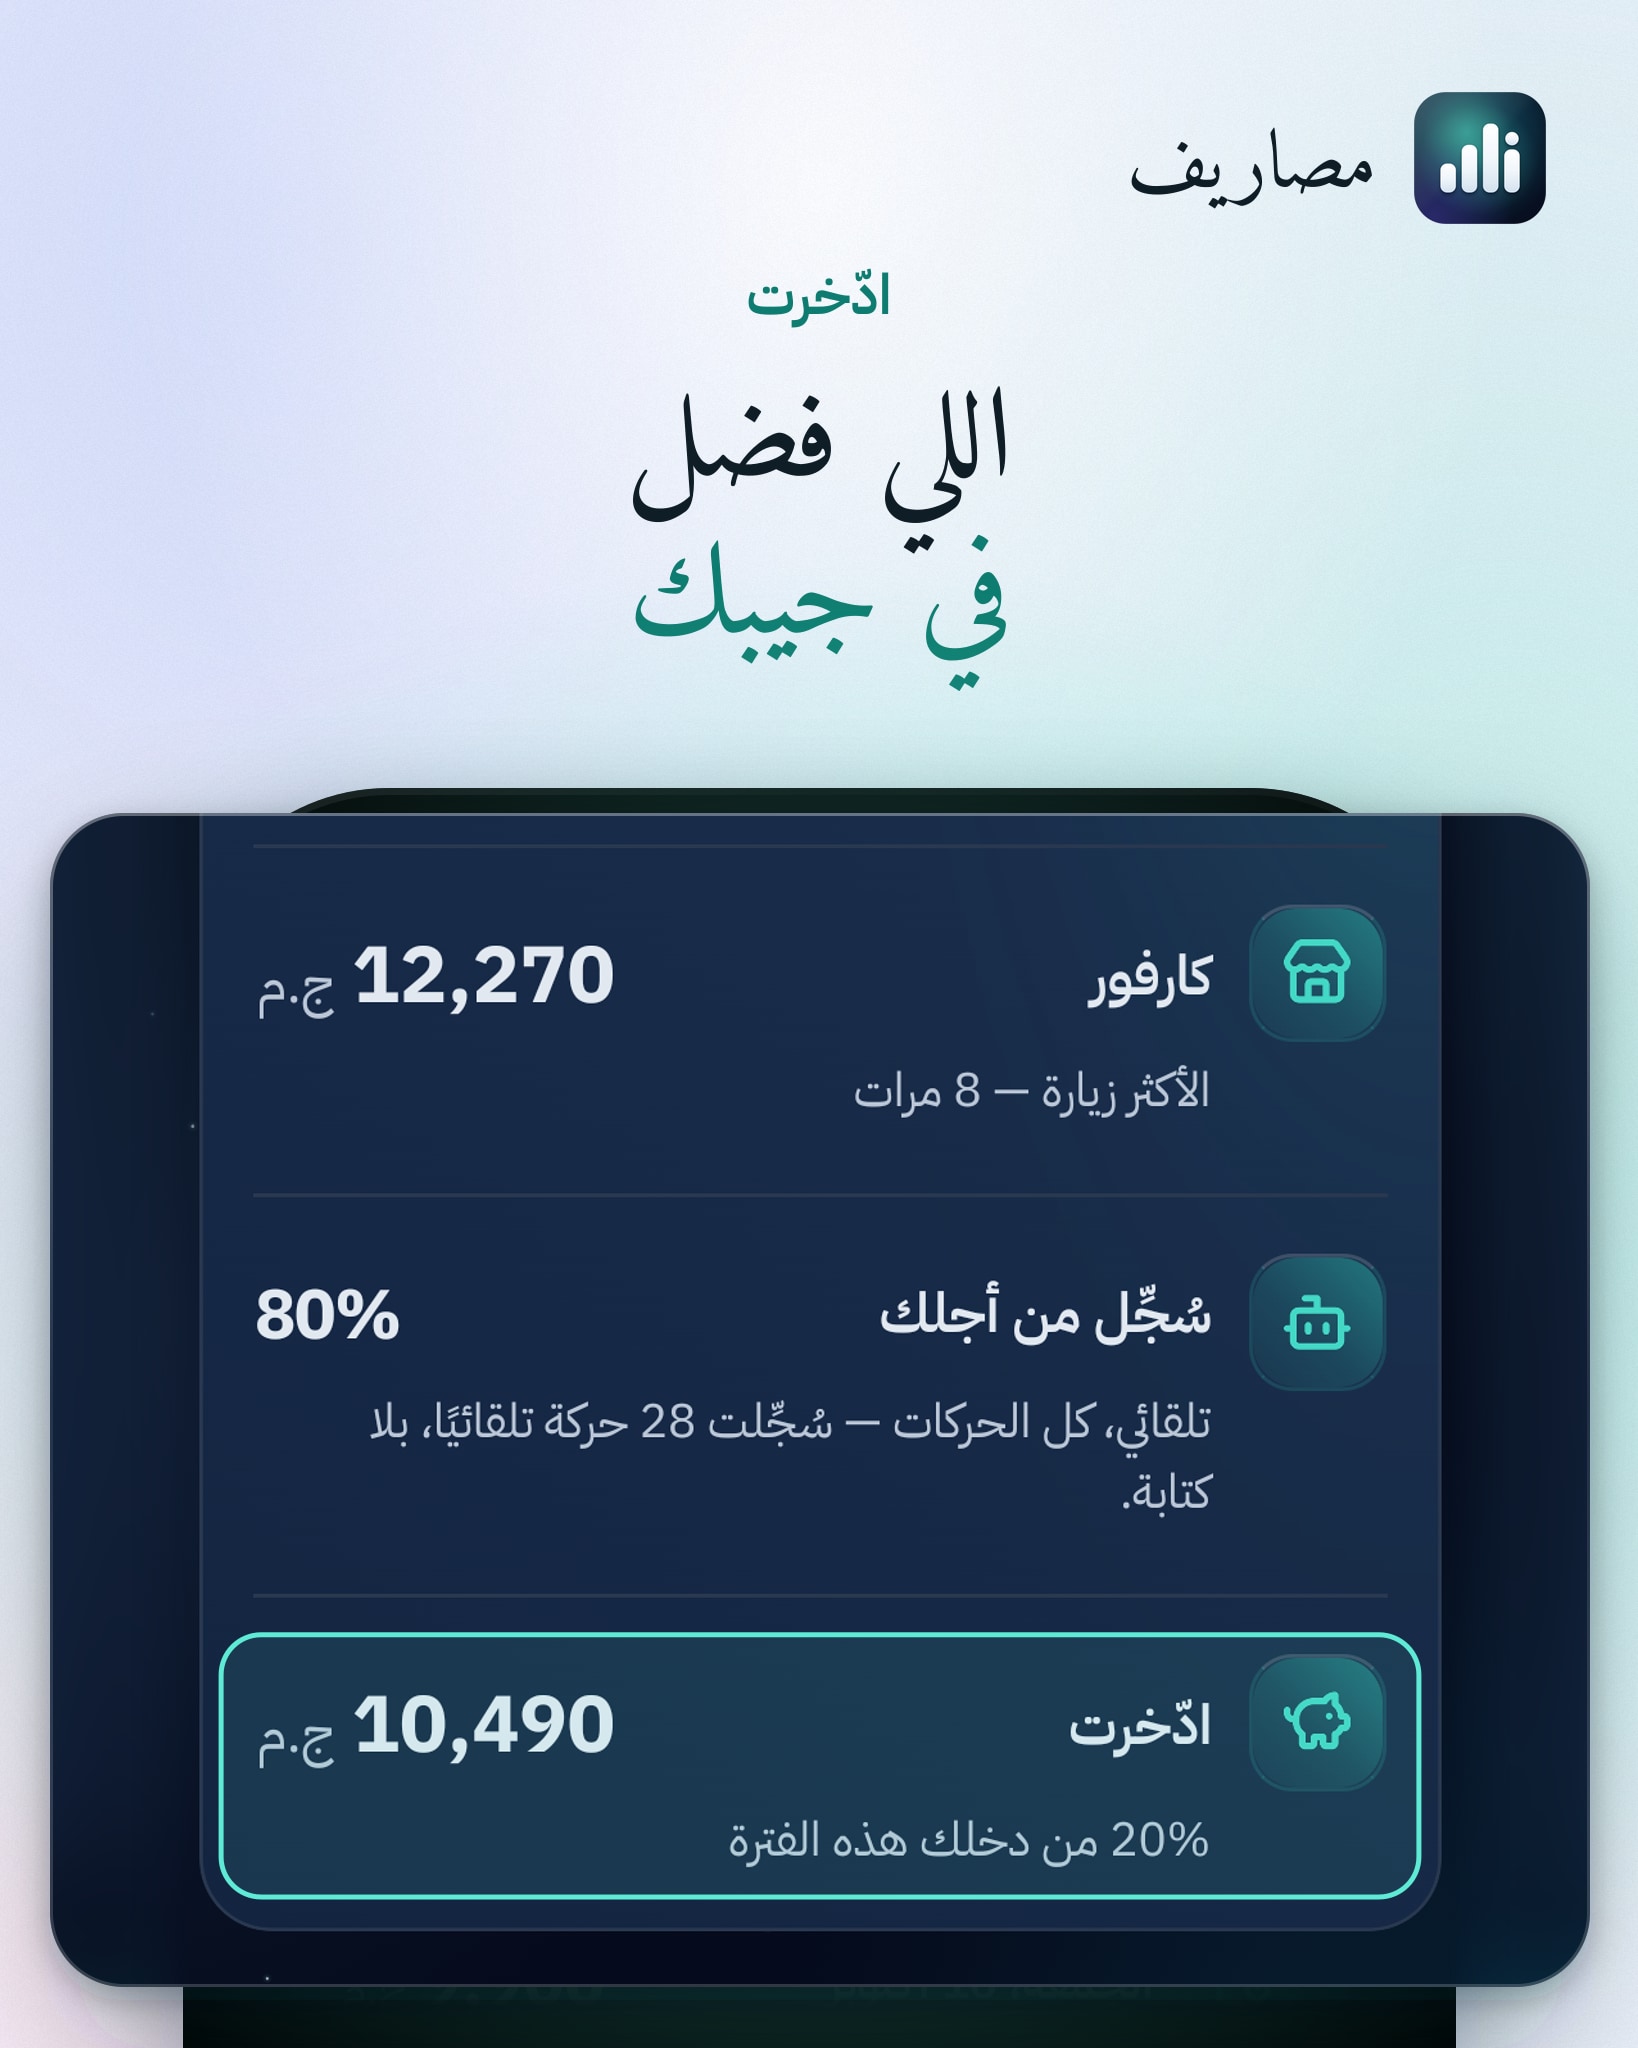 مصاريف
ادّخرت
اللي فضل
في جيبك
كارفور 12,270 ج.م
الأكثر زيارة — 8 مرات
سُجِّل من أجلك 80%
تلقائي، كل الحركات — سُجِّلت 28 حركة تلقائيًا، بلا
كتابة.
ادّخرت 10,490 ج.م
20% من دخلك هذه الفترة